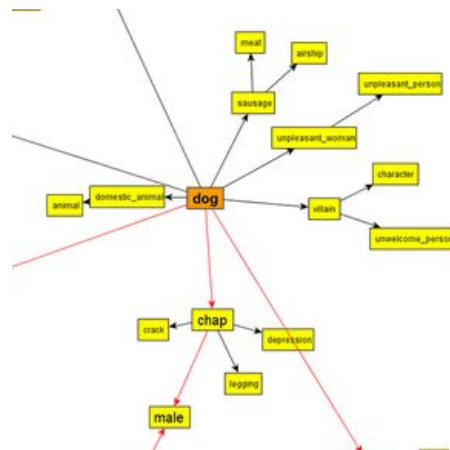 meat
airship
unpleasant_person
sausage
unpleasant_woman
character
domestic_animal
dog
animal
villain
unwelcome_person
chap
crack
depression
legging
male